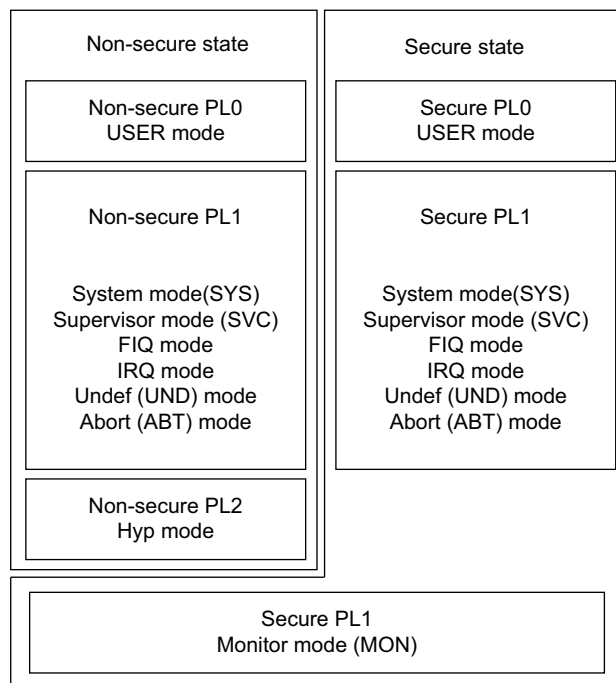 Non-secure state
Non-secure PL0
USER mode
Non-secure PL1
System mode(SYS)
Supervisor mode (SVC)
FIQ mode
IRQ mode
Undef (UND) mode
Abort (ABT) mode
Non-secure PL2
Hyp mode
Secure state
Secure PL0
USER mode
Secure PL1
System mode(SYS)
Supervisor mode (SVC)
FIQ mode
IRQ mode
Undef (UND) mode
Abort (ABT) mode
Secure PL1
Monitor mode (MON)